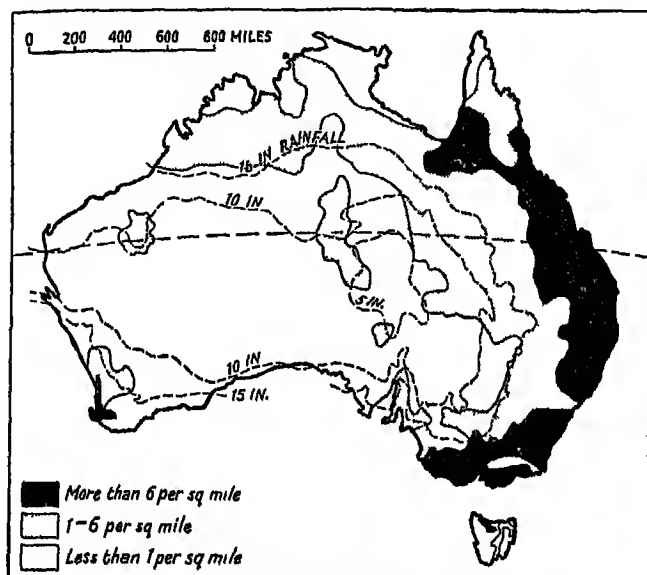 0 200 400 600 800 MILES
15 IN RAINFALL
10 IN
5 IN.
10 IN
15 IN.
More than 6 per sq mile
1-6 per sq mile
Less than 1 per sq mile